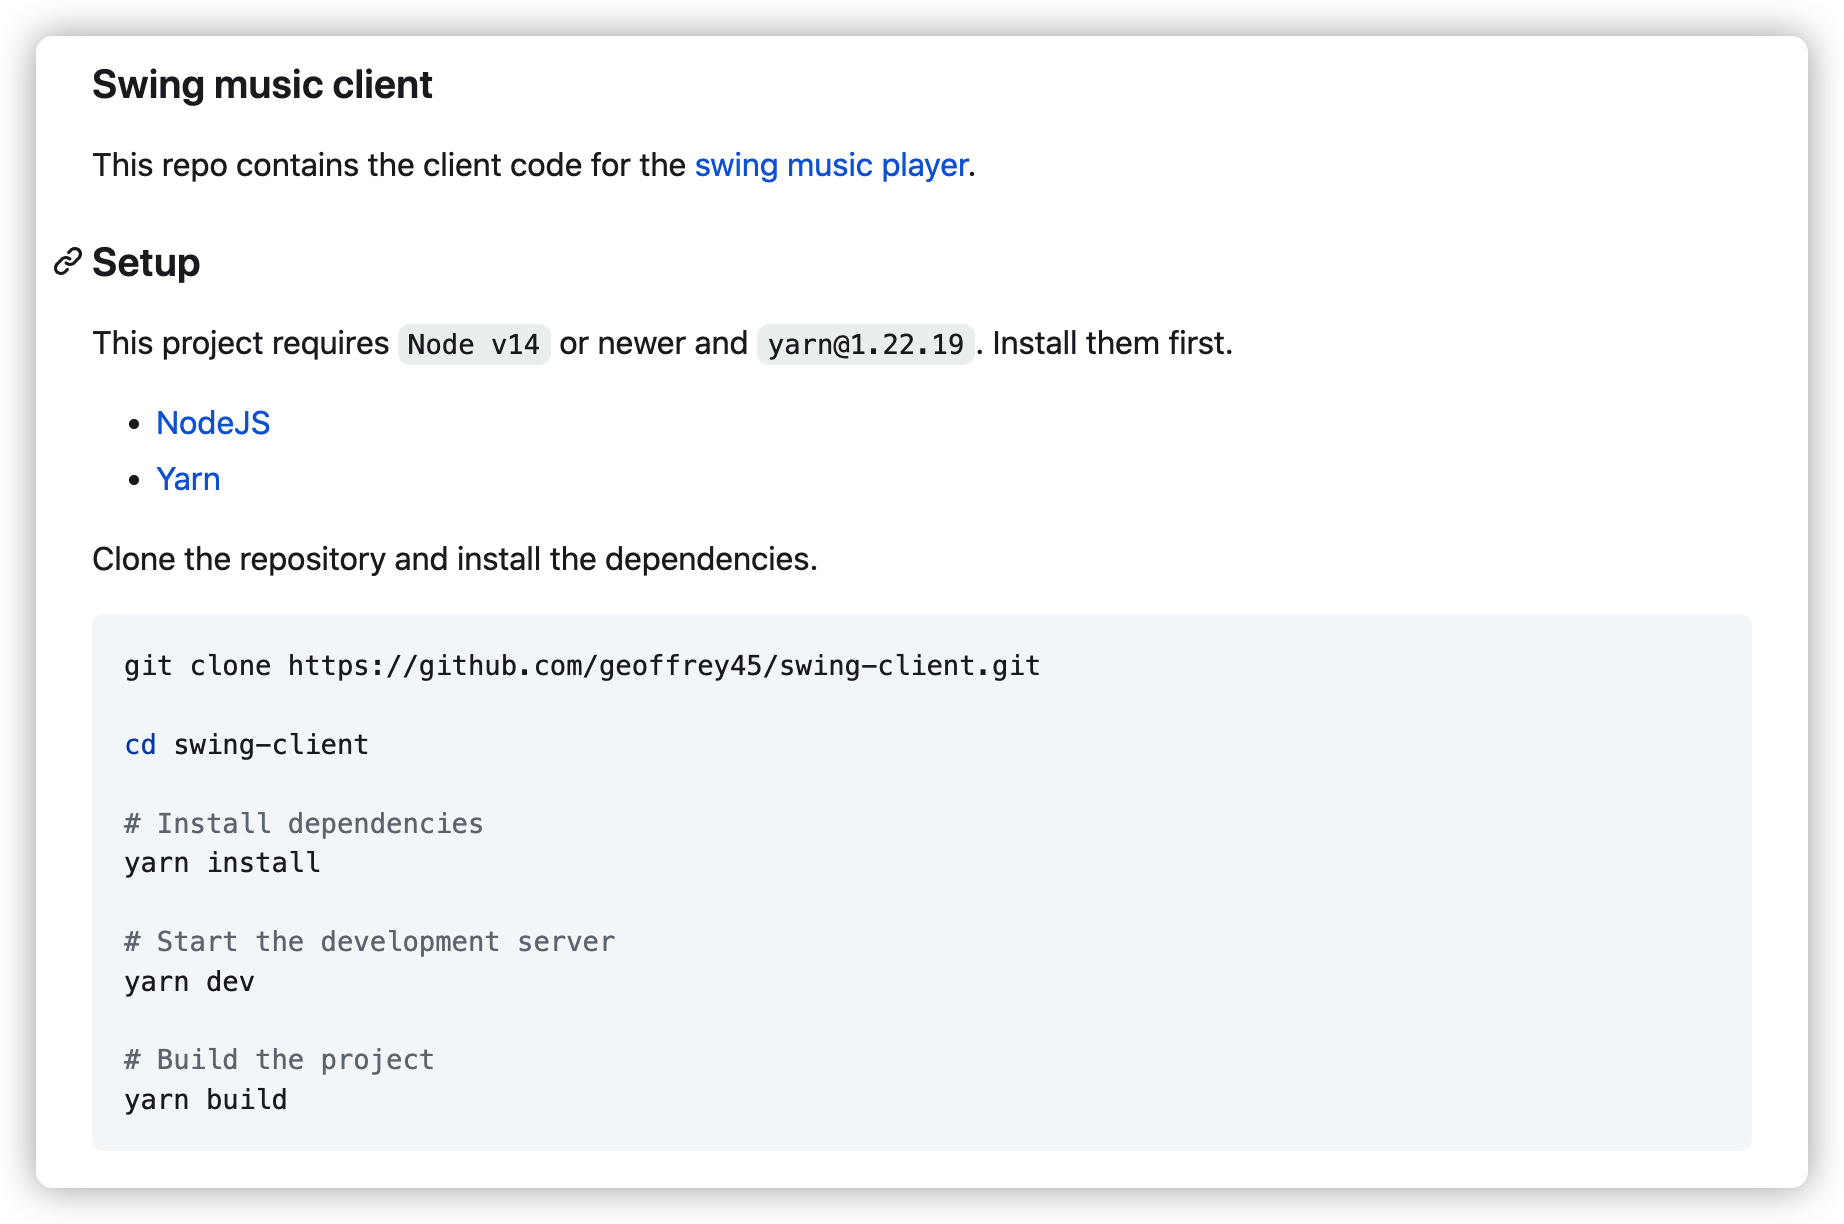 Swing music client
This repo contains the client code for the swing music player.
Setup
This project requires Node v14 or newer and yarn@1.22.19. Install them first.
• NodeJS
• Yarn
Clone the repository and install the dependencies.
git clone https://github.com/geoffrey45/swing-client.git
cd swing-client
# Install dependencies
yarn install
# Start the development server
yarn dev
# Build the project
yarn build